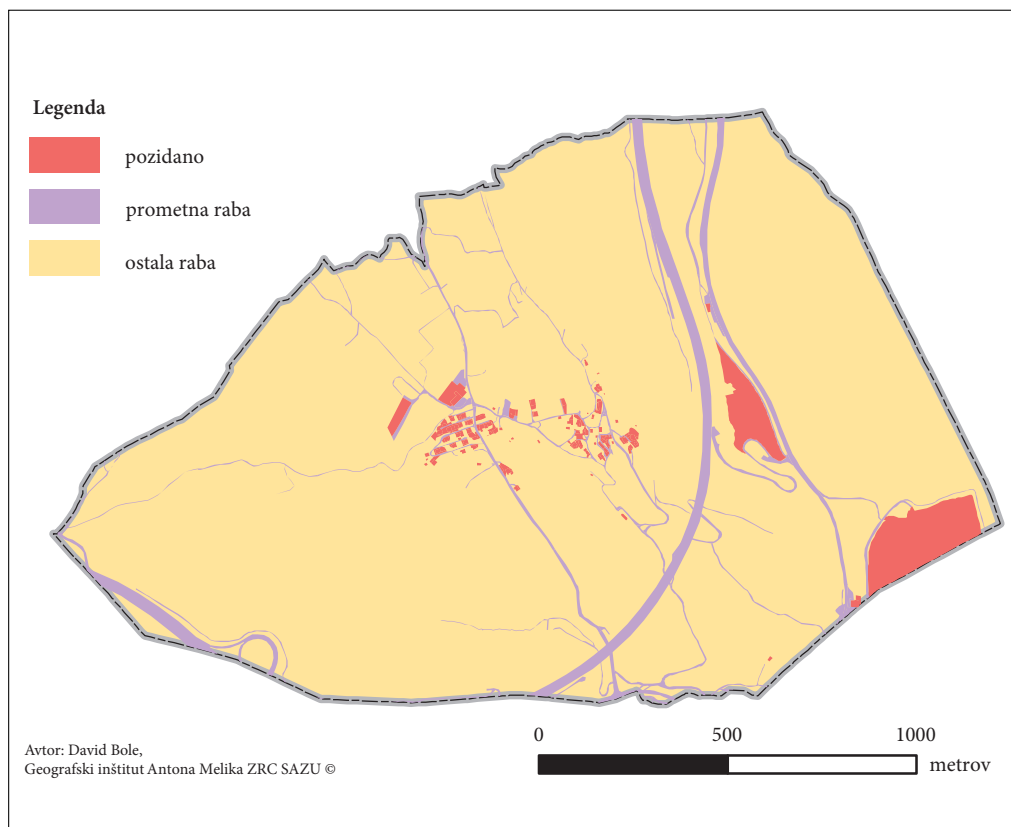 Legenda
pozidano
prometna raba
ostala raba
Avtor: David Bole,
Geografski inštitut Antona Melika ZRC SAZU ©
0 500 1000
metrov